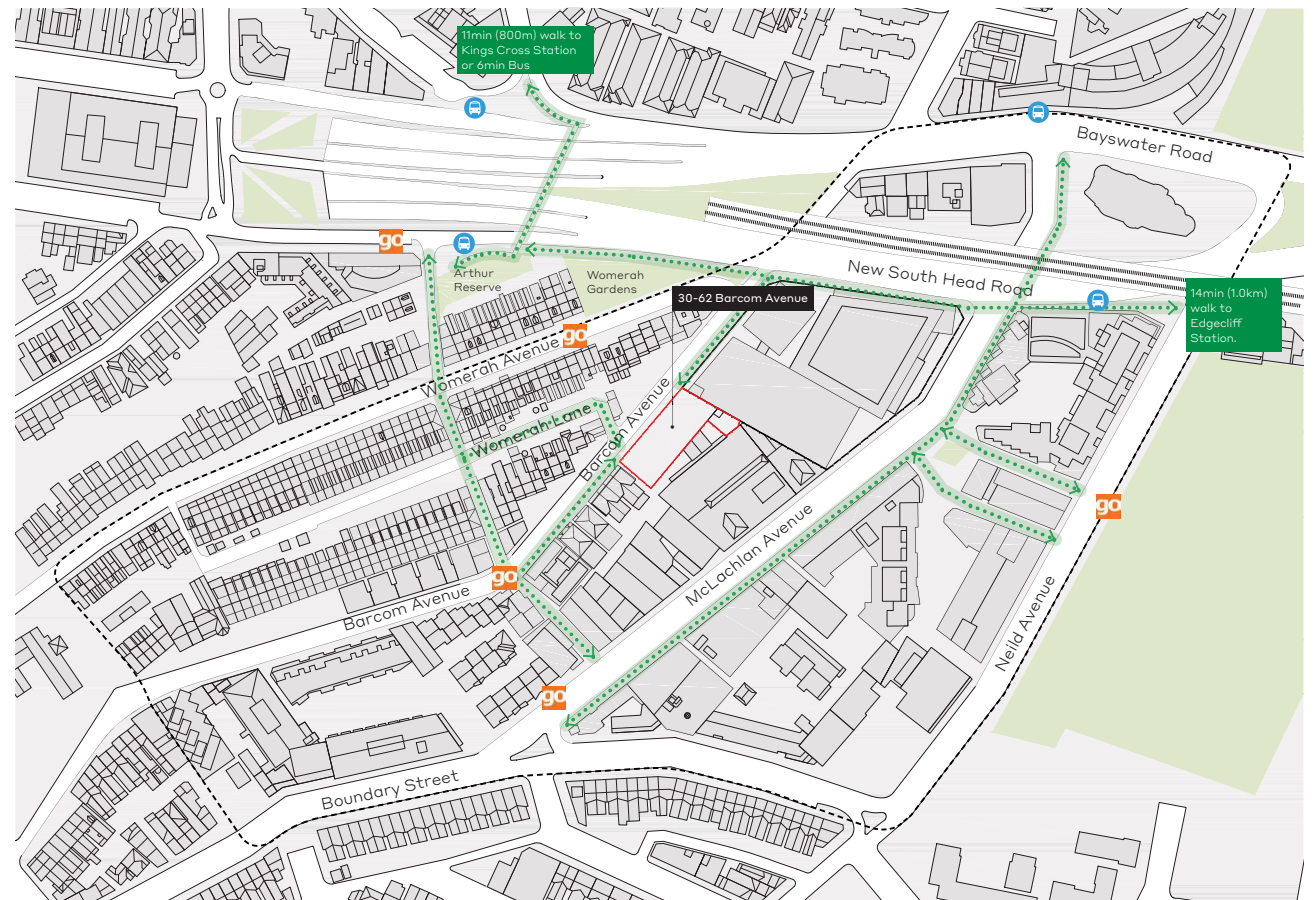 11min (800m) walk to
Kings Cross Station
or 6min Bus
Bayswater Road
go
Arthur
Reserve
Womerah
Gardens
New South Head Road
30-62 Barcom Avenue
14min (1.0km)
walk to
Edgecliff
Station.
go
Womerah Avenue
Barcom Avenue
Womerah Lane
go
McLachlan Avenue
go
Barcom Avenue
Neild Avenue
go
Boundary Street